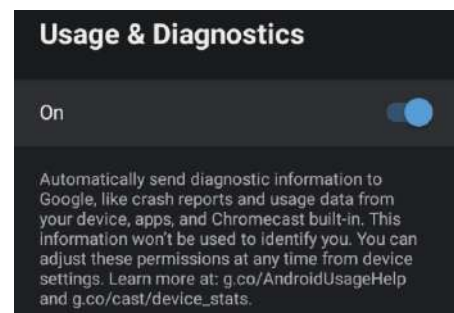 Usage & Diagnostics
On
Automatically send diagnostic information to
Google, like crash reports and usage data from
your device, apps, and Chromecast built-in. This
information won't be used to identify you. You can
adjust these permissions at any time from device
settings. Learn more at: g.co/AndroidUsageHelp
and g.co/cast/device_stats.